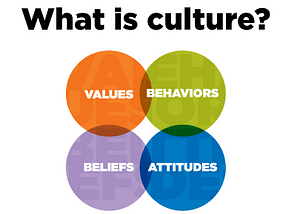 What is culture?
VALUES
BEHAVIORS
BELIEFS
ATTITUDES